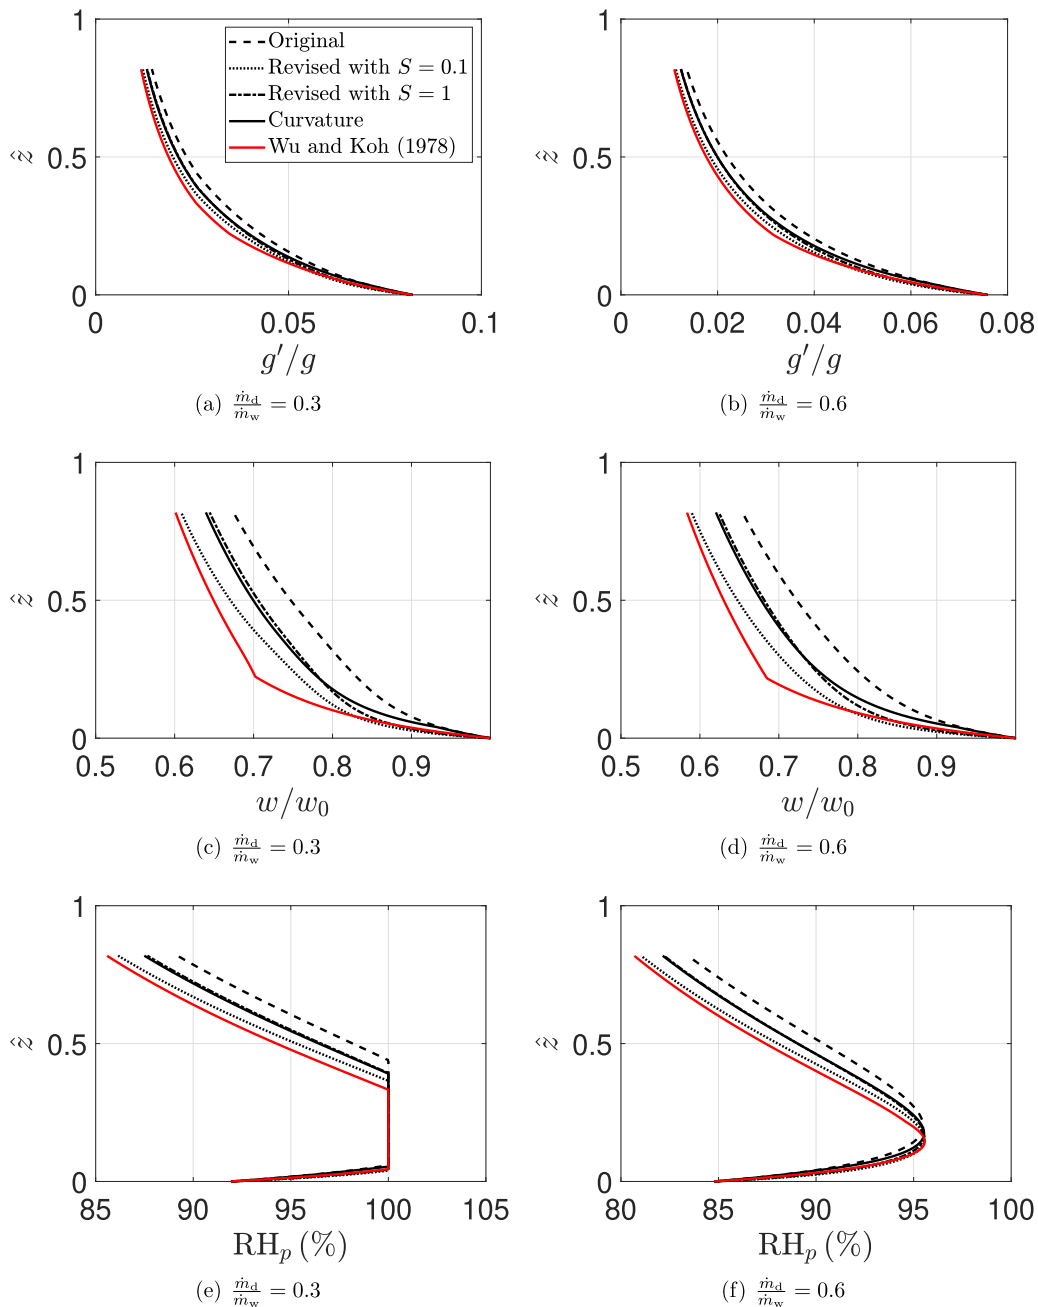 1
0.5
0
ẑ
0 0.05 0.1
g′/g
Original
Revised with S = 0.1
Revised with S = 1
Curvature
Wu and Koh (1978)
(a) ṁd/ṁw = 0.3
1
0.5
0
ẑ
0 0.02 0.04 0.06 0.08
g′/g
(b) ṁd/ṁw = 0.6
1
0.5
0
ẑ
0.5 0.6 0.7 0.8 0.9
w/w0
(c) ṁd/ṁw = 0.3
1
0.5
0
ẑ
0.5 0.6 0.7 0.8 0.9
w/w0
(d) ṁd/ṁw = 0.6
1
0.5
0
ẑ
85 90 95 100 105
RHp (%)
(e) ṁd/ṁw = 0.3
1
0.5
0
ẑ
80 85 90 95 100
RHp (%)
(f) ṁd/ṁw = 0.6